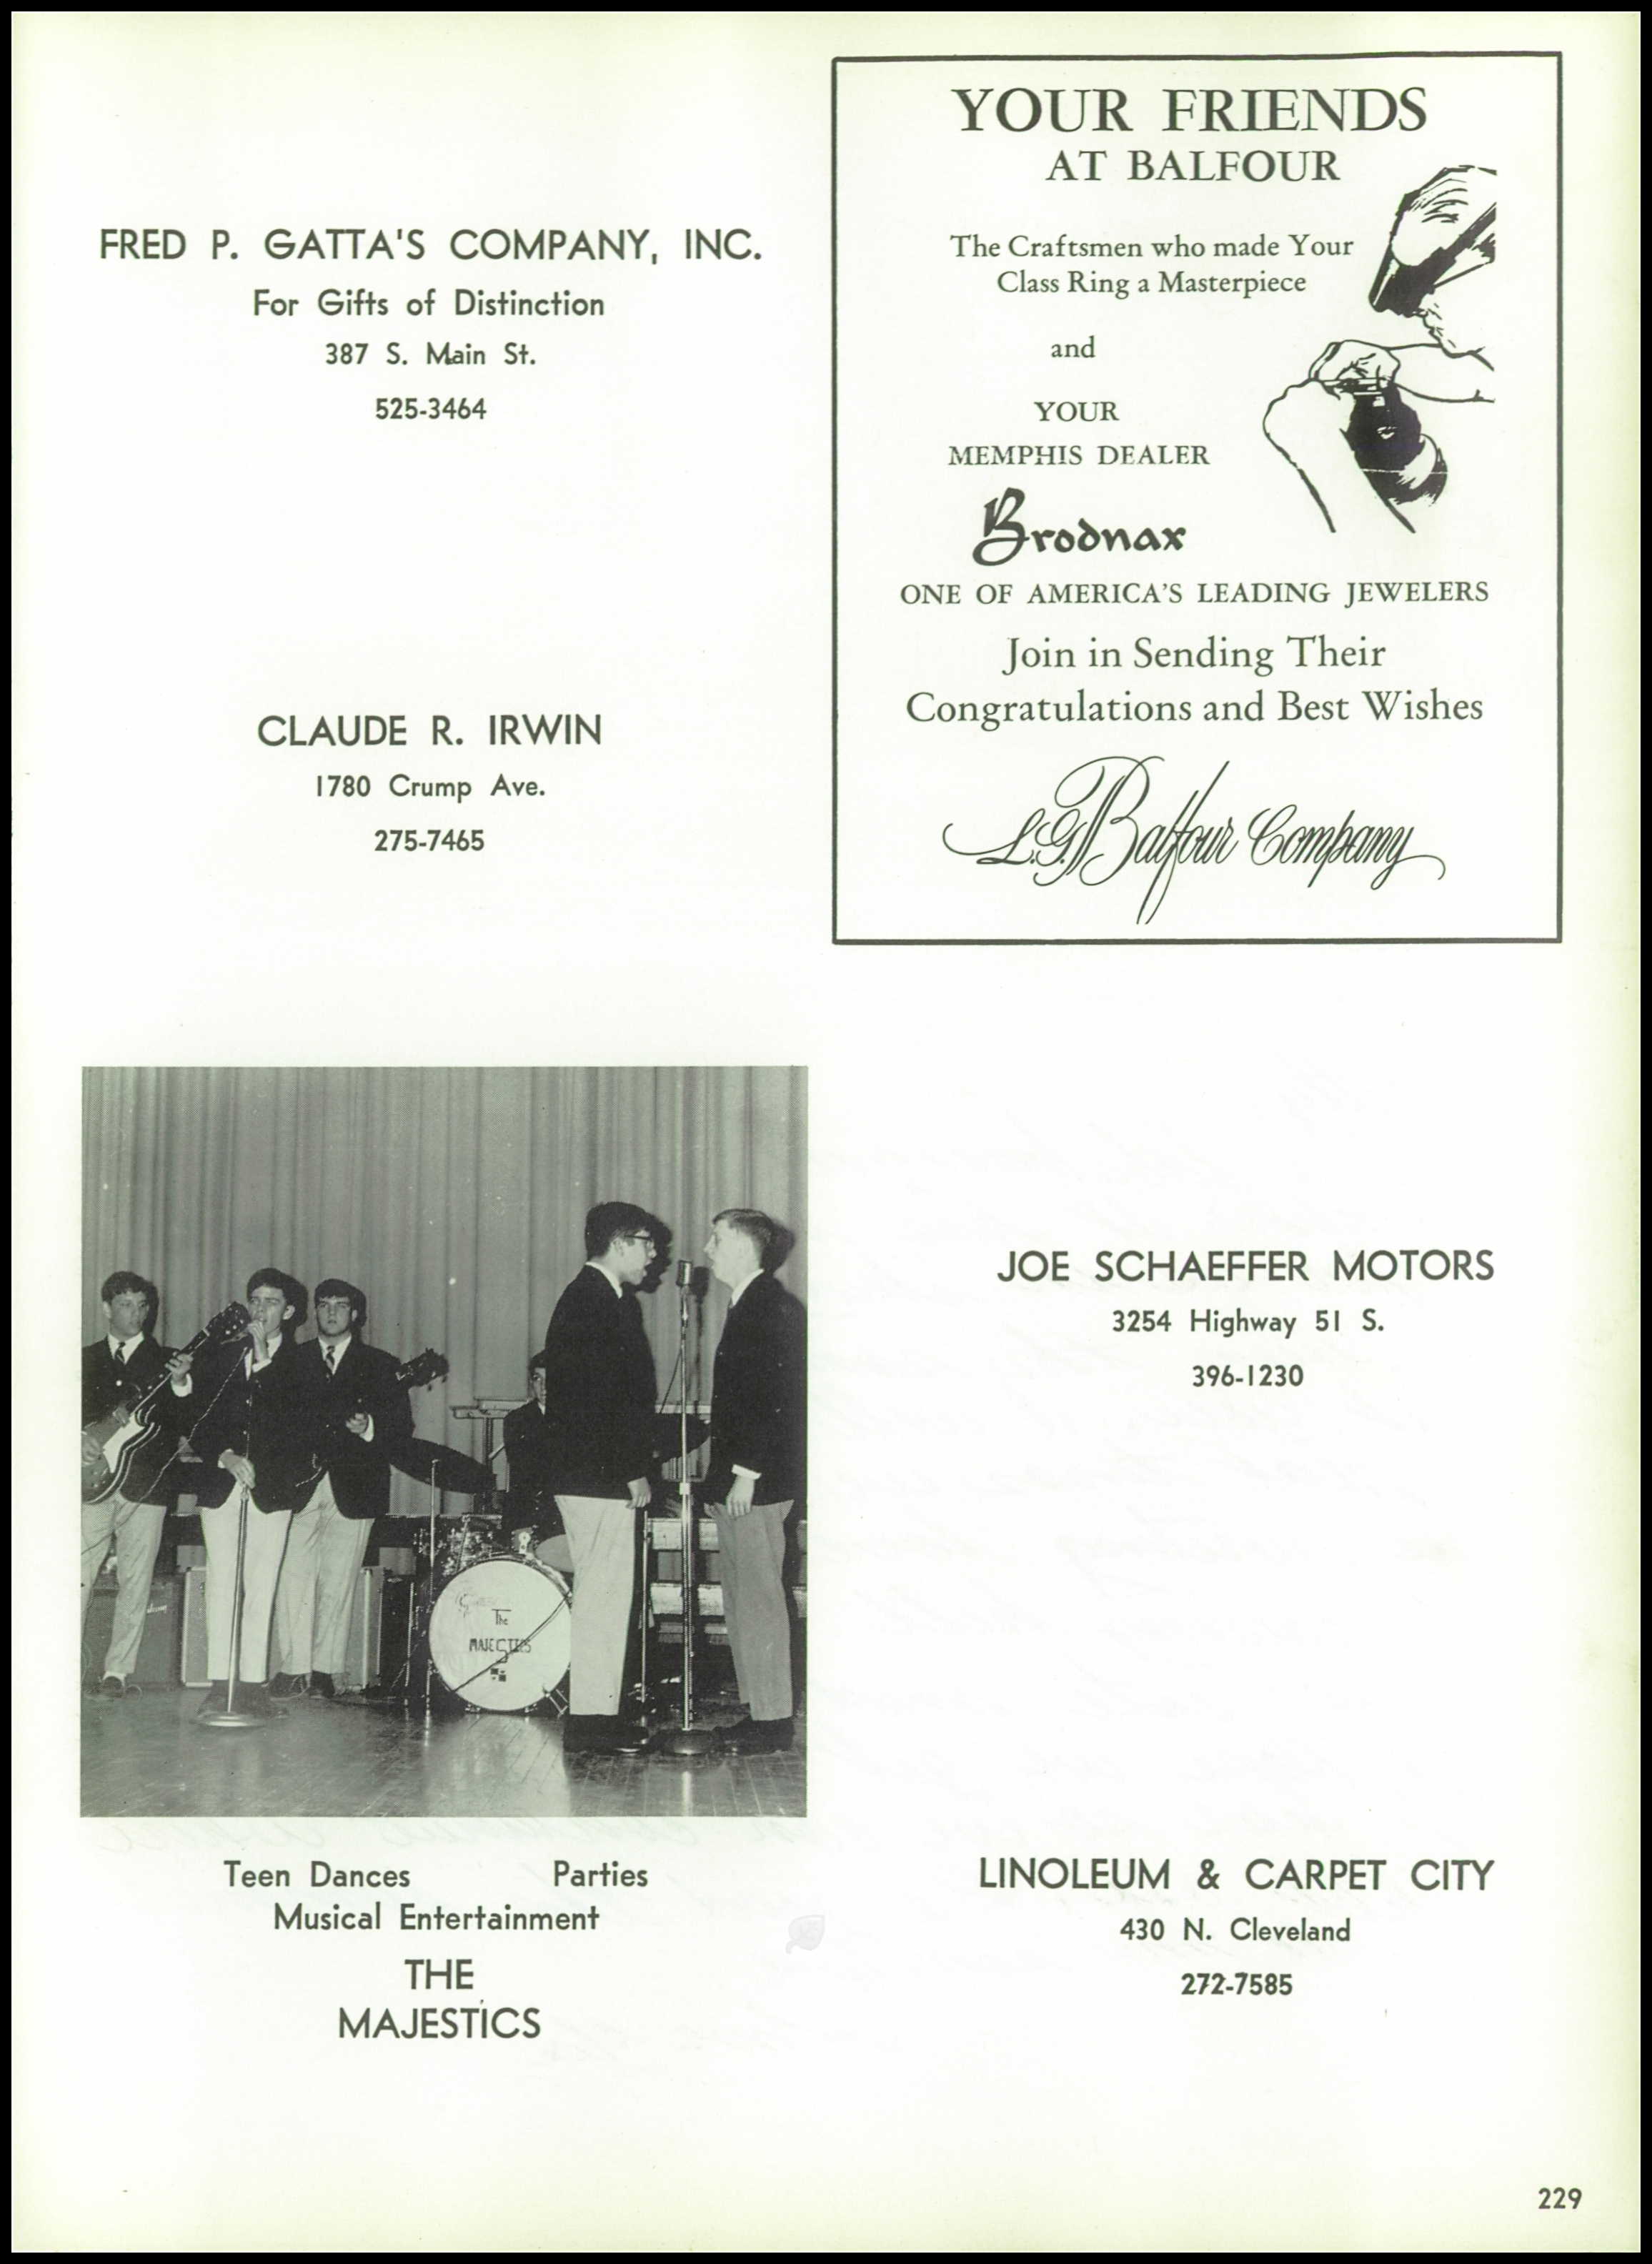 FRED P. GATTA'S COMPANY, INC.
For Gifts of Distinction
387 S. Main St.
525-3464
CLAUDE R. IRWIN
1780 Crump Ave.
275-7465
YOUR FRIENDS
AT BALFOUR
The Craftsmen who made Your
Class Ring a Masterpiece
and
YOUR
MEMPHIS DEALER
Brodnax
ONE OF AMERICA'S LEADING JEWELERS
Join in Sending Their
Congratulations and Best Wishes
L.G. Balfour Company
The
MAJESTICS
Teen Dances Parties
Musical Entertainment
THE
MAJESTICS
JOE SCHAEFFER MOTORS
3254 Highway 51 S.
396-1230
LINOLEUM & CARPET CITY
430 N. Cleveland
272-7585
229